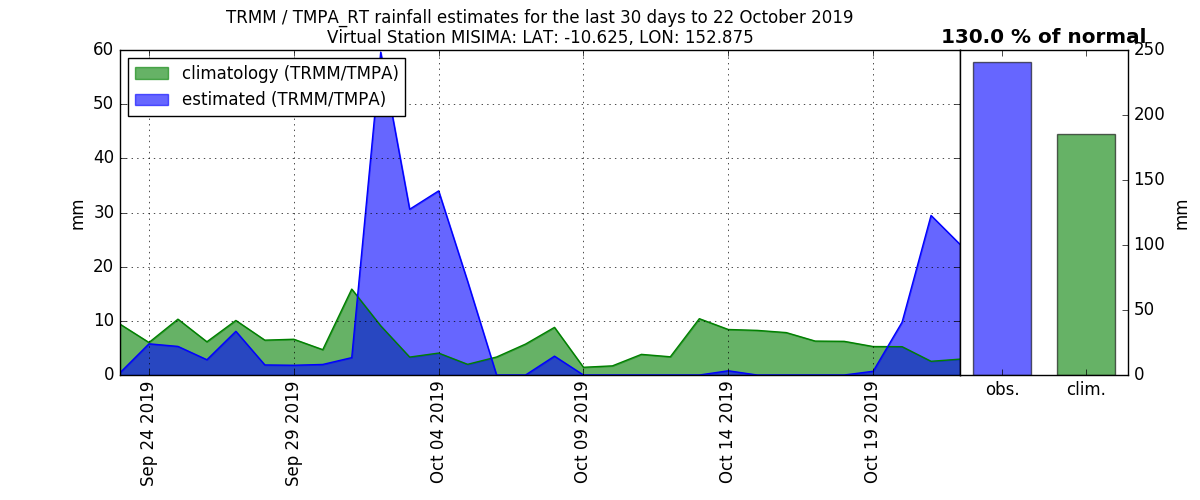 TRMM / TMPA_RT rainfall estimates for the last 30 days to 22 October 2019
Virtual Station MISIMA: LAT: -10.625, LON: 152.875
130.0 % of normal
climatology (TRMM/TMPA)
estimated (TRMM/TMPA)
60
50
40
30
20
10
0
mm
Sep 24 2019
Sep 29 2019
Oct 04 2019
Oct 09 2019
Oct 14 2019
Oct 19 2019
250
200
150
100
50
0
mm
obs.
clim.